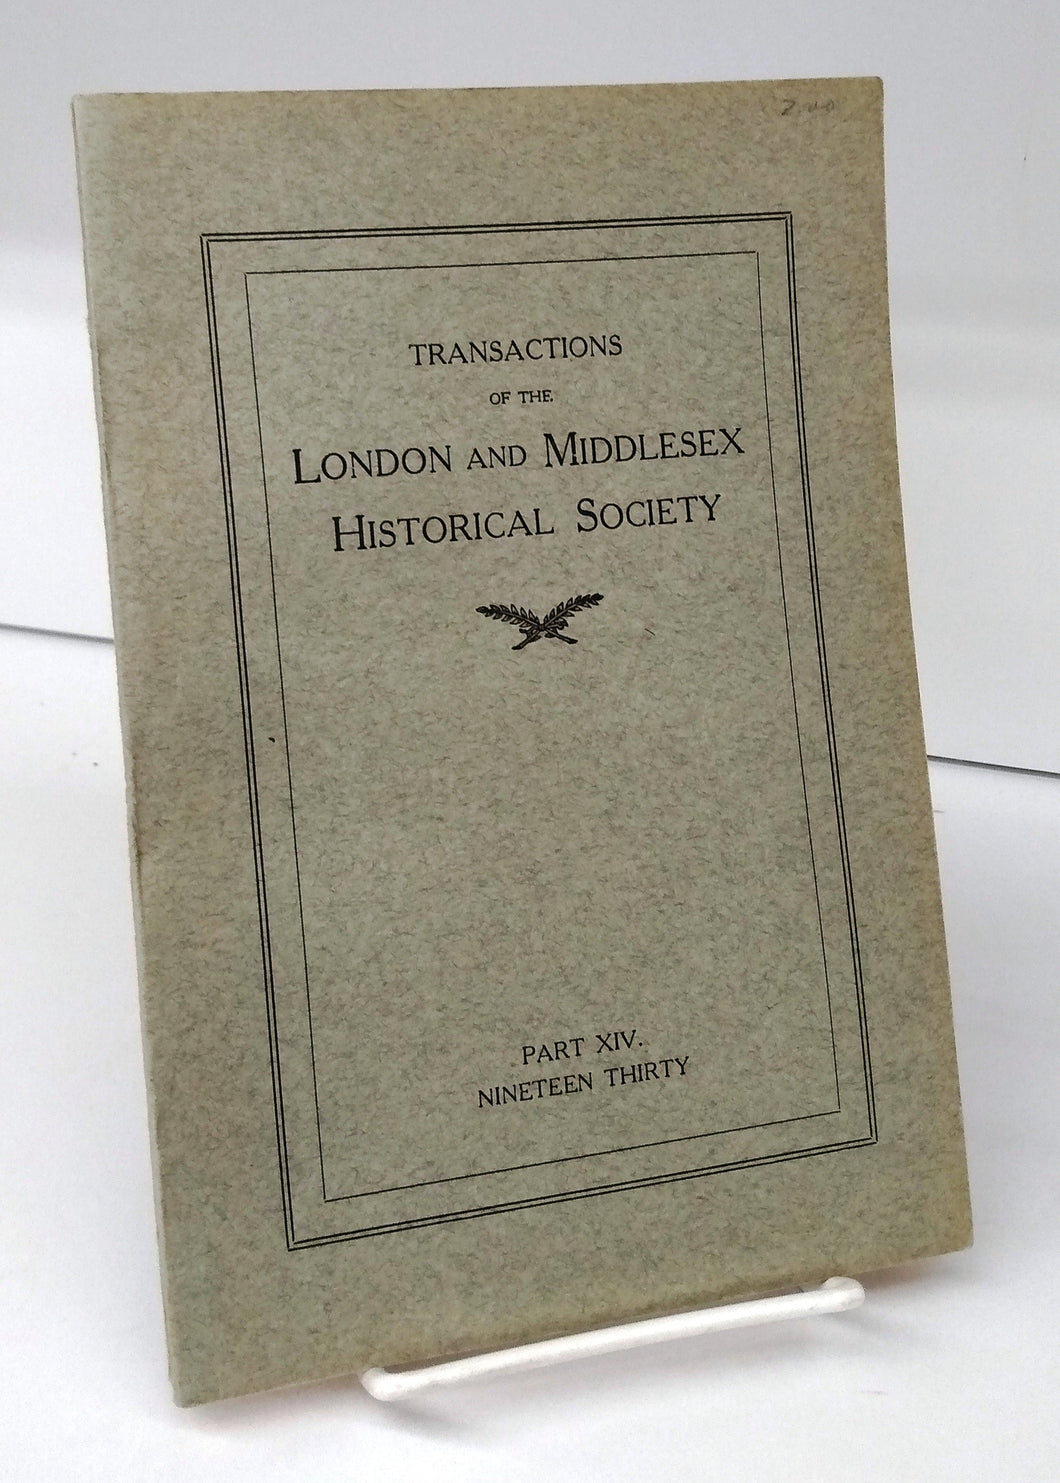 TRANSACTIONS
OF THE
LONDON AND MIDDLESEX
HISTORICAL SOCIETY
PART XIV.
NINETEEN THIRTY